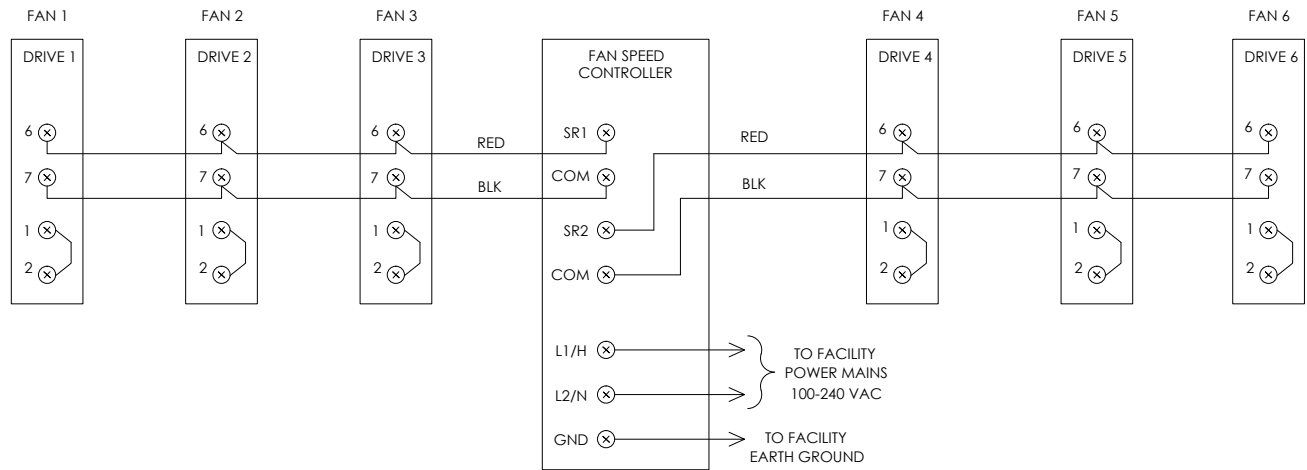 FAN 1
FAN 2
FAN 3
FAN 4
FAN 5
FAN 6
DRIVE 1
DRIVE 2
DRIVE 3
FAN SPEED
CONTROLLER
DRIVE 4
DRIVE 5
DRIVE 6
6
6
6
RED
SR1
RED
6
6
6
7
7
7
BLK
COM
BLK
7
7
7
1
1
1
SR2
1
1
1
2
2
2
COM
2
2
2
L1/H
L2/N
TO FACILITY
POWER MAINS
100-240 VAC
GND
TO FACILITY
EARTH GROUND